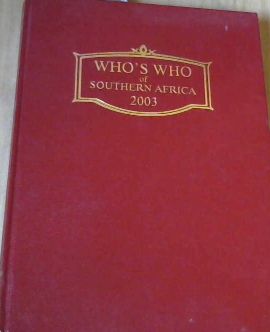 WHO'S WHO
of
SOUTHERN AFRICA
2003